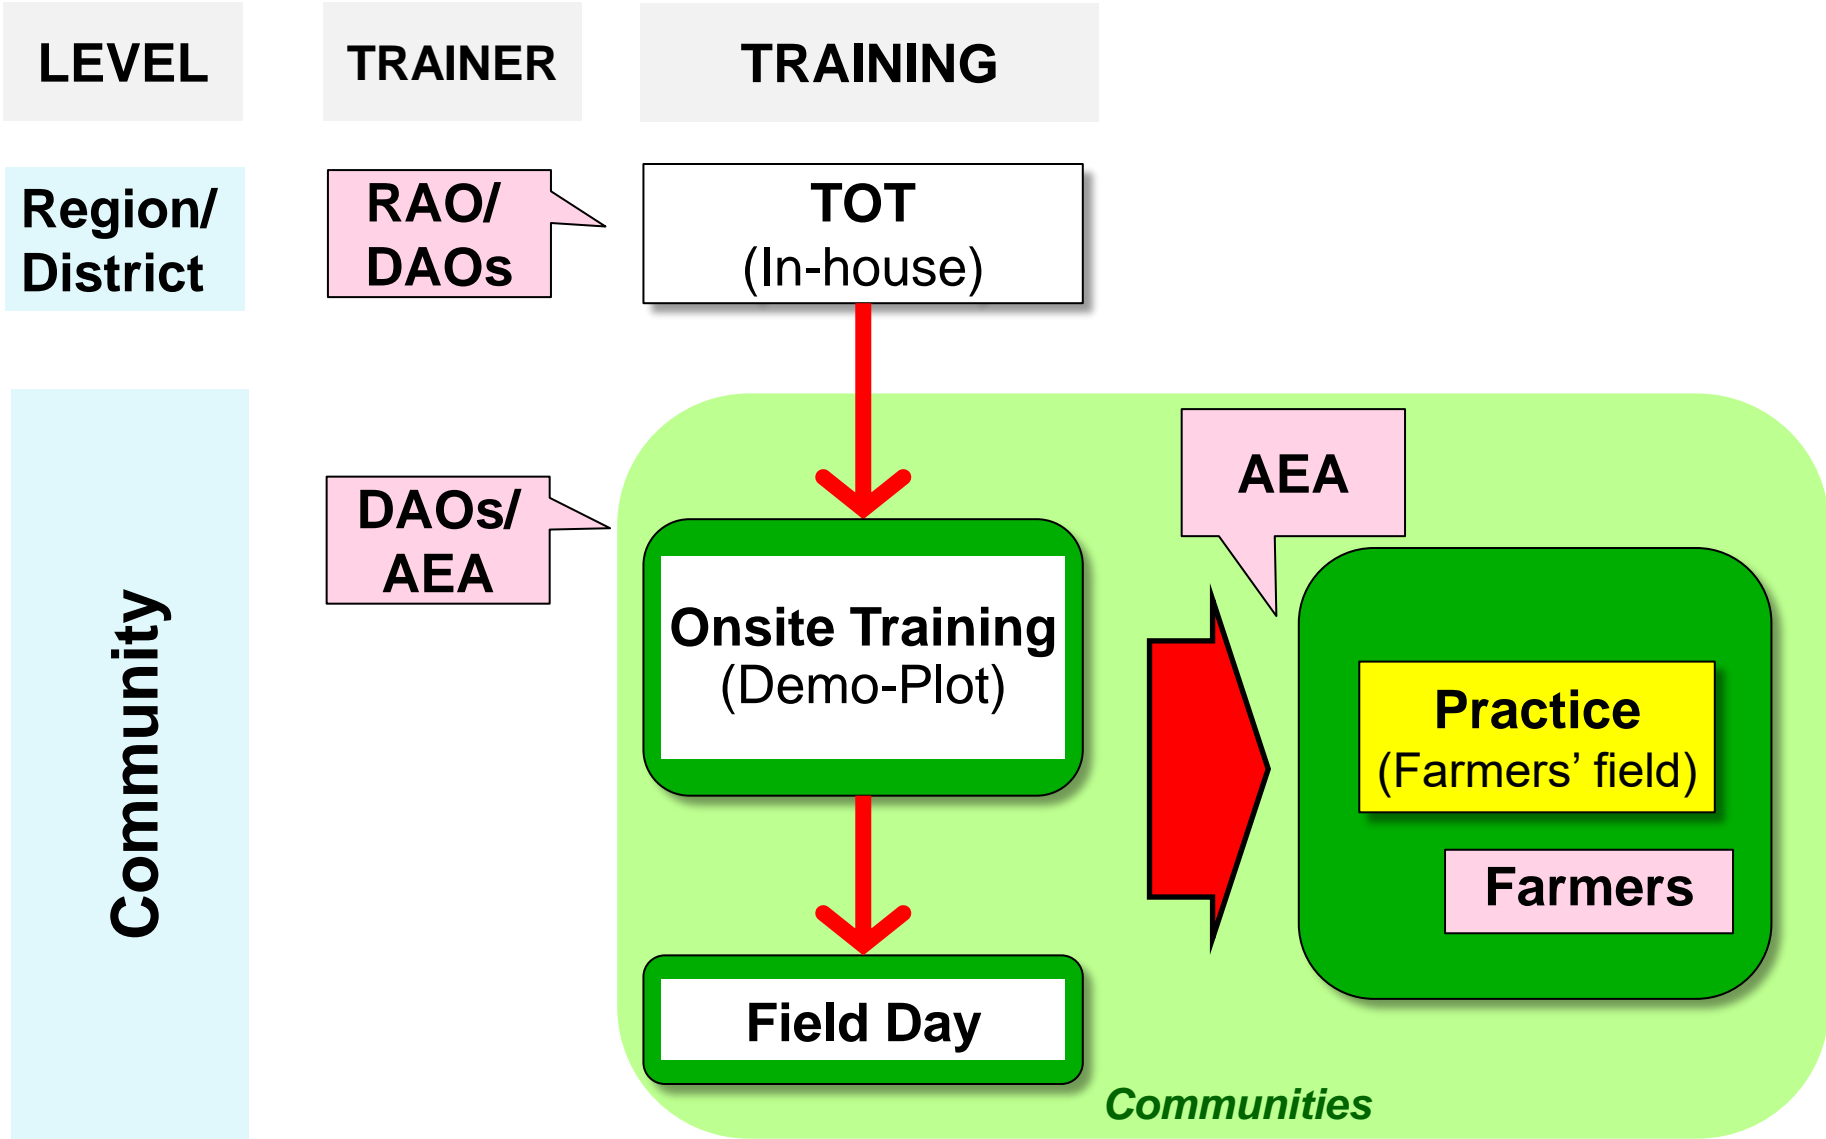 LEVEL
TRAINER
TRAINING
Region/
District
RAO/
DAOs
TOT
(In-house)
Community
DAOs/
AEA
Onsite Training
(Demo-Plot)
AEA
Practice
(Farmers’ field)
Farmers
Field Day
Communities